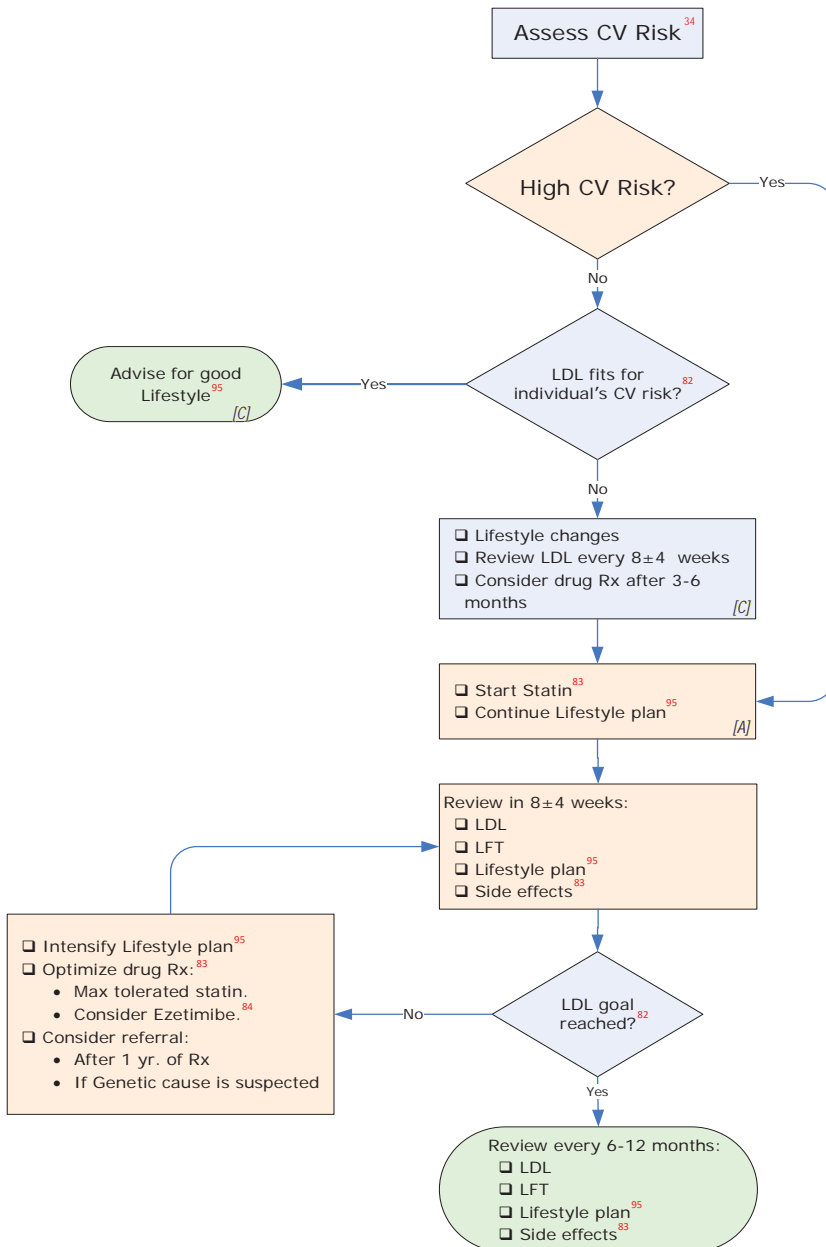 Assess CV Risk 34
High CV Risk?
Yes
No
LDL fits for
individual's CV risk? 82
Yes
Advise for good
Lifestyle 95
[C]
No
❑ Lifestyle changes
❑ Review LDL every 8±4 weeks
❑ Consider drug Rx after 3-6
months
[C]
❑ Start Statin 83
❑ Continue Lifestyle plan 95
[A]
Review in 8±4 weeks:
❑ LDL
❑ LFT
❑ Lifestyle plan 95
❑ Side effects 83
LDL goal
reached? 82
No
❑ Intensify Lifestyle plan 95
❑ Optimize drug Rx: 83
• Max tolerated statin.
• Consider Ezetimibe. 84
❑ Consider referral:
• After 1 yr. of Rx
• If Genetic cause is suspected
Yes
Review every 6-12 months:
❑ LDL
❑ LFT
❑ Lifestyle plan 95
❑ Side effects 83